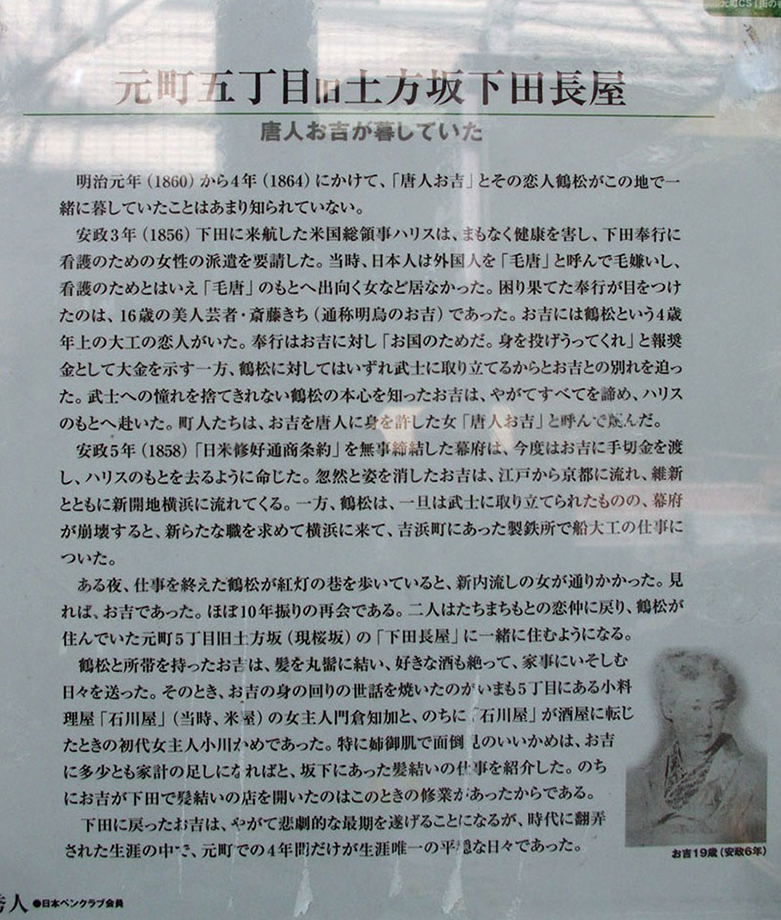 元町五丁目旧土方坂下田長屋
唐人お吉が暮していた
明治元年（1860）から4年（1864）にかけて、「唐人お吉」とその恋人鶴松がこの地で一
緒に暮していたことはあまり知られていない。
安政3年（1856）下田に来航した米国総領事ハリスは、まもなく健康を害し、下田奉行に
看護のための女性の派遣を要請した。当時、日本人は外国人を「毛唐」と呼んで毛嫌いし、
看護のためとはいえ「毛唐」のもとへ出向く女など居なかった。困り果てた奉行が目をつけ
たのは、16歳の美人芸者・斎藤きち（通称明烏のお吉）であった。お吉には鶴松という4歳
年上の大工の恋人がいた。奉行はお吉に対し「お国のためだ。身を投げうってくれ」と報奨
金として大金を示す一方、鶴松に対してはいずれ武士に取り立てるからとお吉との別れを迫っ
た。武士への憧れを捨てきれない鶴松の本心を知ったお吉は、やがてすべてを諦め、ハリス
のもとへ赴いた。町人たちは、お吉を唐人に身を許した女「唐人お吉」と呼んで蔑んだ。
安政5年（1858）「日米修好通商条約」を無事締結した幕府は、今度はお吉に手切金を渡
し、ハリスのもとを去るように命じた。忽然と姿を消したお吉は、江戸から京都に流れ、維新
とともに新開地横浜に流れてくる。一方、鶴松は、一旦は武士に取り立てられたものの、幕府
が崩壊すると、新らたな職を求めて横浜に来て、吉浜町にあった製鉄所で船大工の仕事に
ついた。
ある夜、仕事を終えた鶴松が紅灯の巷を歩いていると、新内流しの女が通りかかった。見
れば、お吉であった。ほぼ10年振りの再会である。二人はたちまちもとの恋仲に戻り、鶴松が
住んでいた元町5丁目旧土方坂（現桜坂）の「下田長屋」に一緒に住むようになる。
鶴松と所帯を持ったお吉は、髪を丸髷に結い、好きな酒も絶って、家事にいそしむ
日々を送った。そのとき、お吉の身の回りの世話を焼いたのがいまも5丁目にある小料
理屋「石川屋」（当時、米屋）の女主人門倉知加と、のちに「石川屋」が酒屋に転じ
たときの初代女主人小川かめであった。特に姉御肌で面倒見のいいかめは、お吉
に多少とも家計の足しになればと、坂下にあった髪結いの仕事を紹介した。のち
にお吉が下田で髪結いの店を開いたのはこのときの修業があったからである。
下田に戻ったお吉は、やがて悲劇的な最期を遂げることになるが、時代に翻弄
された生涯の中で、元町での4年間だけが生涯唯一の平穏な日々であった。
お吉19歳（安政6年）
人 ●日本ペンクラブ会員